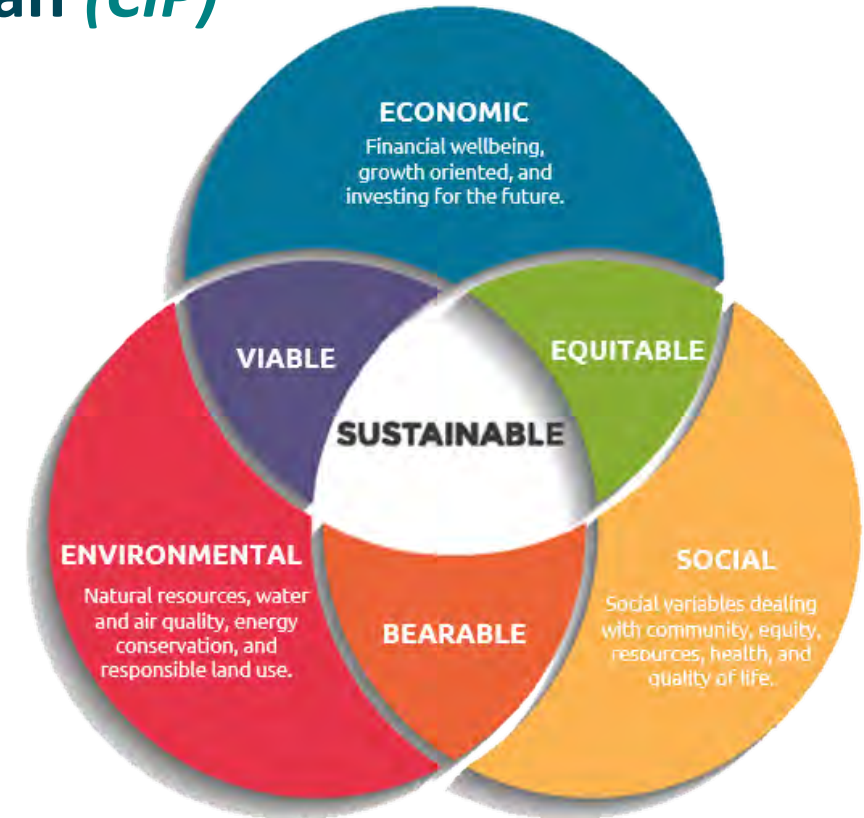 (CIP)
ECONOMIC
Financial wellbeing,
growth oriented, and
investing for the future.
VIABLE
EQUITABLE
SUSTAINABLE
ENVIRONMENTAL
Natural resources, water
and air quality, energy
conservation, and
responsible land use.
BEARABLE
SOCIAL
Social variables dealing
with community, equity,
resources, health, and
quality of life.